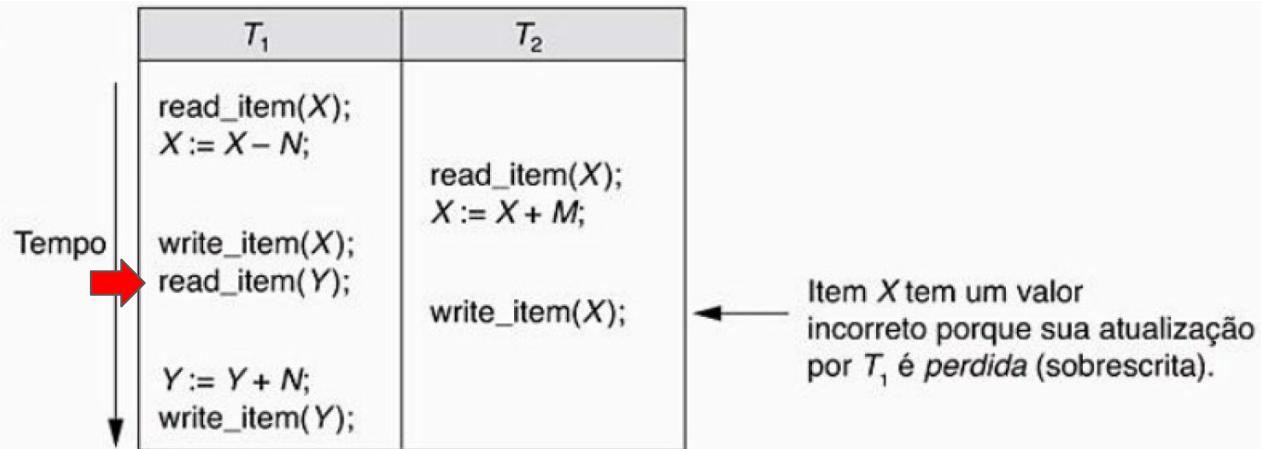 T₁ T₂
read_item(X);
X := X – N;
read_item(X);
X := X + M;
Tempo
write_item(X);
read_item(Y);
write_item(X);
Item X tem um valor
incorreto porque sua atualização
por T₁ é perdida (sobrescrita).
Y := Y + N;
write_item(Y);